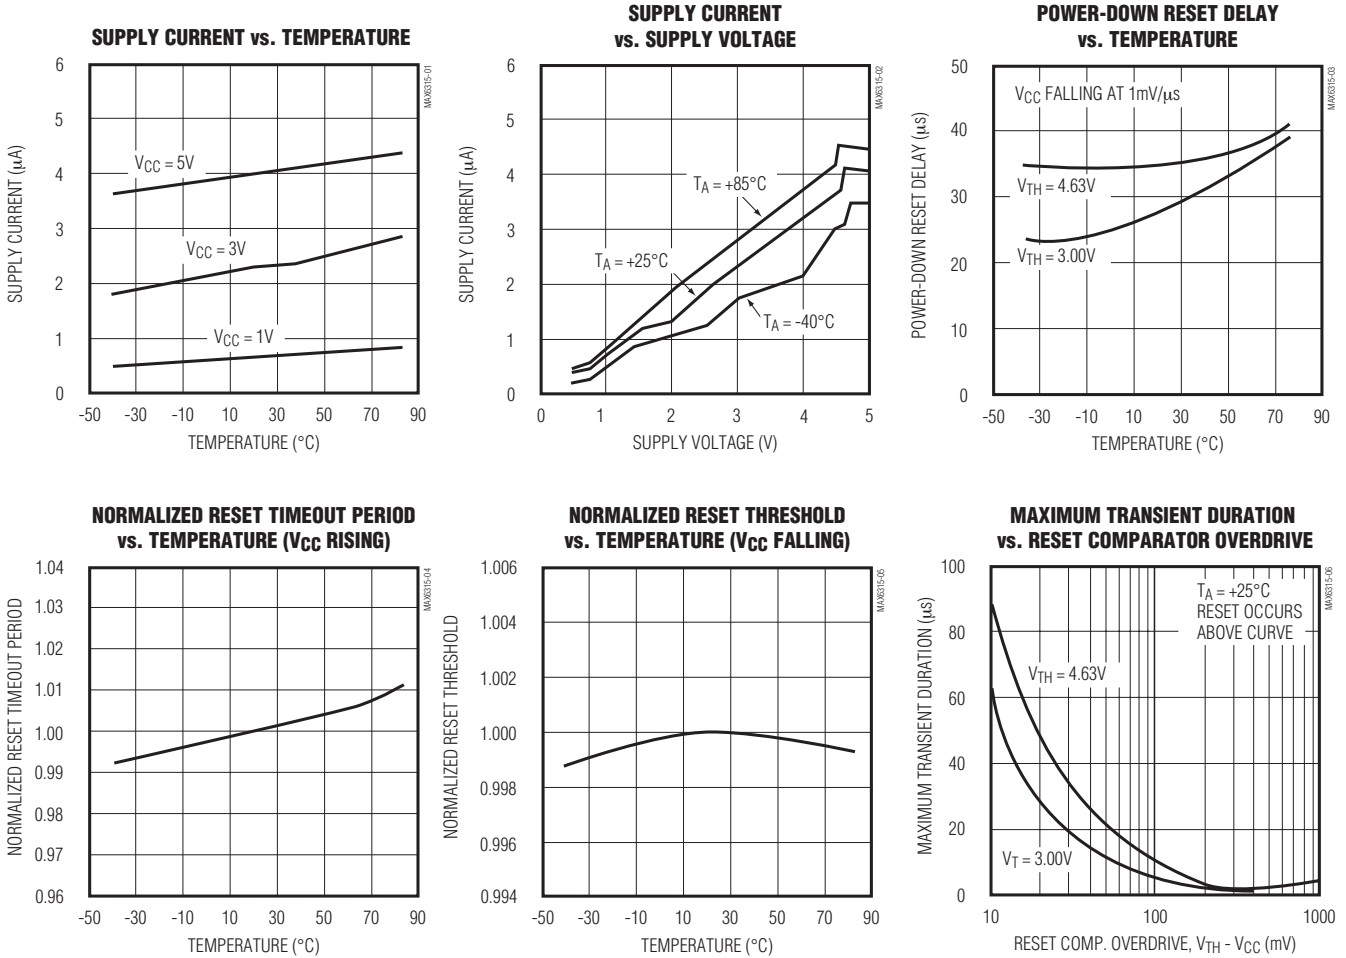 SUPPLY CURRENT vs. TEMPERATURE
6
5
4
3
2
1
0
SUPPLY CURRENT (μA)
VCC = 5V
VCC = 3V
VCC = 1V
-50 -30 -10 10 30 50 70 90
TEMPERATURE (°C)
MAX6315-01
SUPPLY CURRENT
vs. SUPPLY VOLTAGE
6
5
4
3
2
1
0
SUPPLY CURRENT (μA)
TA = +85°C
TA = +25°C
TA = -40°C
0 1 2 3 4 5
SUPPLY VOLTAGE (V)
MAX6315-02
POWER-DOWN RESET DELAY
vs. TEMPERATURE
50
40
30
20
10
0
POWER-DOWN RESET DELAY (μs)
VCC FALLING AT 1mV/μs
VTH = 4.63V
VTH = 3.00V
-50 -30 -10 10 30 50 70 90
TEMPERATURE (°C)
MAX6315-03
NORMALIZED RESET TIMEOUT PERIOD
vs. TEMPERATURE (VCC RISING)
1.04
1.03
1.02
1.01
1.00
0.99
0.98
0.97
0.96
NORMALIZED RESET TIMEOUT PERIOD
-50 -30 -10 10 30 50 70 90
TEMPERATURE (°C)
MAX6315-04
NORMALIZED RESET THRESHOLD
vs. TEMPERATURE (VCC FALLING)
1.006
1.004
1.002
1.000
0.998
0.996
0.994
NORMALIZED RESET THRESHOLD
-50 -30 -10 10 30 50 70 90
TEMPERATURE (°C)
MAX6315-05
MAXIMUM TRANSIENT DURATION
vs. RESET COMPARATOR OVERDRIVE
100
80
60
40
20
0
MAXIMUM TRANSIENT DURATION (μs)
TA = +25°C
RESET OCCURS
ABOVE CURVE
VTH = 4.63V
VT = 3.00V
10 100 1000
RESET COMP. OVERDRIVE, VTH - VCC (mV)
MAX6315-06